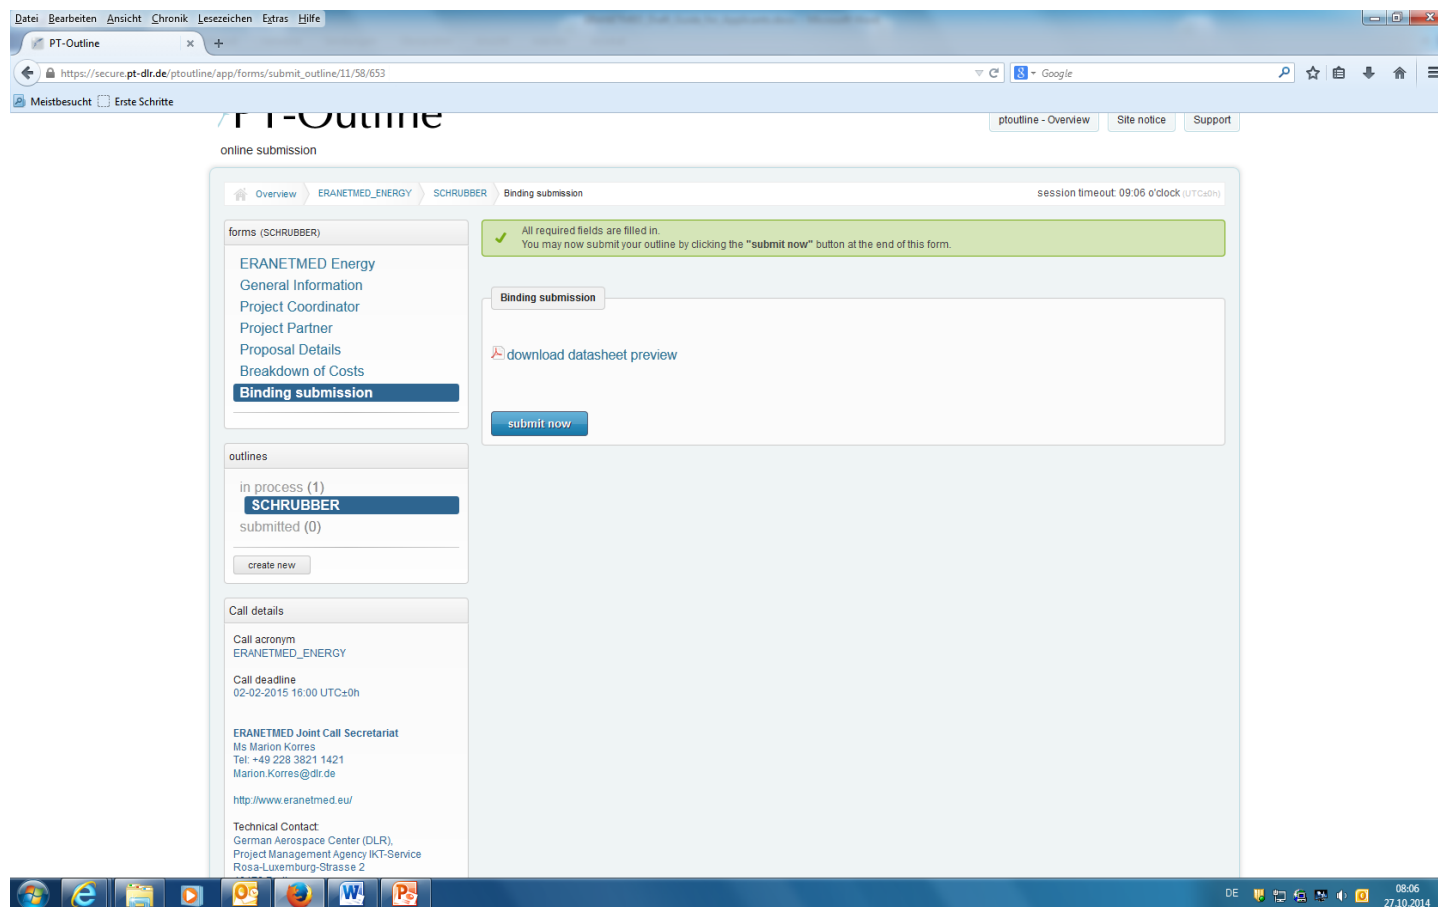 Datei Bearbeiten Ansicht Chronik Lesezeichen Extras Hilfe
PT-Outline
https://secure.pt-dlr.de/ptoutline/app/forms/submit_outline/11/58/653
Google
Meistbesucht Erste Schritte
PT-Outline
ptoutline - Overview Site notice Support
online submission
Overview ERANETMED_ENERGY SCHRUBBER Binding submission session timeout: 09:06 o'clock (UTC±0h)
forms (SCHRUBBER)
ERANETMED Energy
General Information
Project Coordinator
Project Partner
Proposal Details
Breakdown of Costs
Binding submission
All required fields are filled in.
You may now submit your outline by clicking the "submit now" button at the end of this form.
Binding submission
download datasheet preview
submit now
outlines
in process (1)
SCHRUBBER
submitted (0)
create new
Call details
Call acronym
ERANETMED_ENERGY
Call deadline
02-02-2015 16:00 UTC±0h
ERANETMED Joint Call Secretariat
Ms Marion Korres
Tel: +49 228 3821 1421
Marion.Korres@dlr.de
http://www.eranetmed.eu/
Technical Contact:
German Aerospace Center (DLR),
Project Management Agency IKT-Service
Rosa-Luxemburg-Strasse 2
DE
08:06
27.10.2014